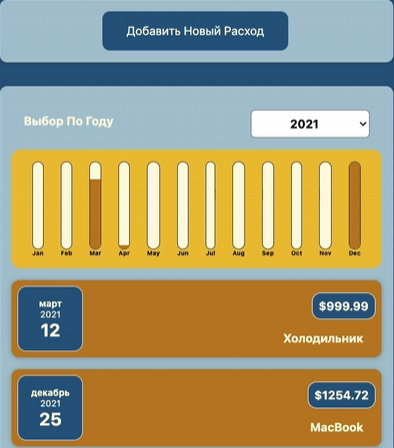 Добавить Новый Расход
Выбор По Году
2021
Jan Feb Mar Apr May Jun Jul Aug Sep Oct Nov Dec
март
2021
12
$999.99
Холодильник
декабрь
2021
25
$1254.72
MacBook